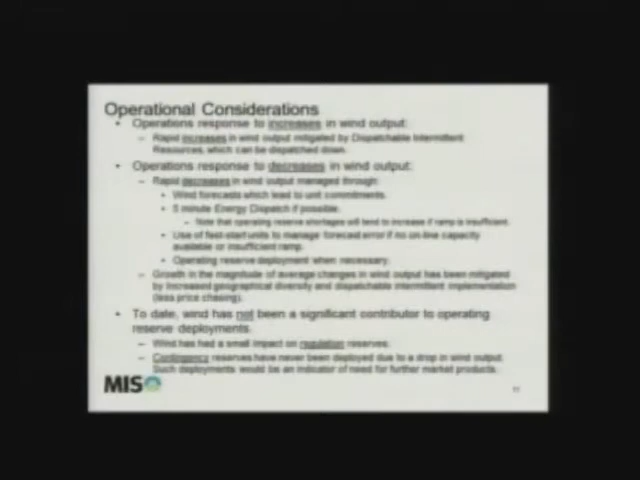 Operational Considerations
• Operations response to increases in wind output:
– Rapid increases in wind output mitigated by Dispatchable Intermittent
Resources, which can be dispatched down.
• Operations response to decreases in wind output:
– Rapid decreases in wind output managed through:
• Wind forecasts which lead to unit commitments.
• 5 minute Energy Dispatch if possible.
– Note that operating reserve shortages will tend to increase if ramp is insufficient.
• Use of fast-start units to manage forecast error if no on-line capacity
available or insufficient ramp.
• Operating reserve deployment when necessary.
– Growth in the magnitude of average changes in wind output has been mitigated
by increased geographical diversity and dispatchable intermittent implementation
(less price chasing).
• To date, wind has not been a significant contributor to operating
reserve deployments.
– Wind has had a small impact on regulation reserves.
– Contingency reserves have never been deployed due to a drop in wind output.
Such deployments would be an indicator of need for further market products.
MISO